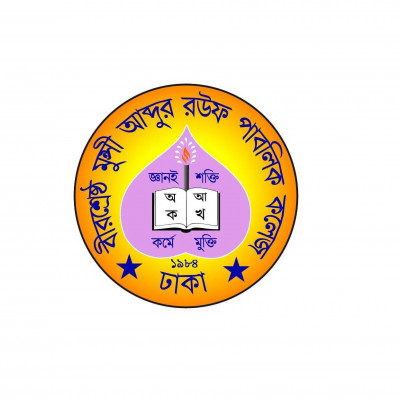 বীরশ্রেষ্ঠ মুন্সী আব্দুর রউফ পাবলিক কলেজ
জ্ঞানই শক্তি
অ আ
ক খ
কর্মে মুক্তি
১৯৮৪
ঢাকা